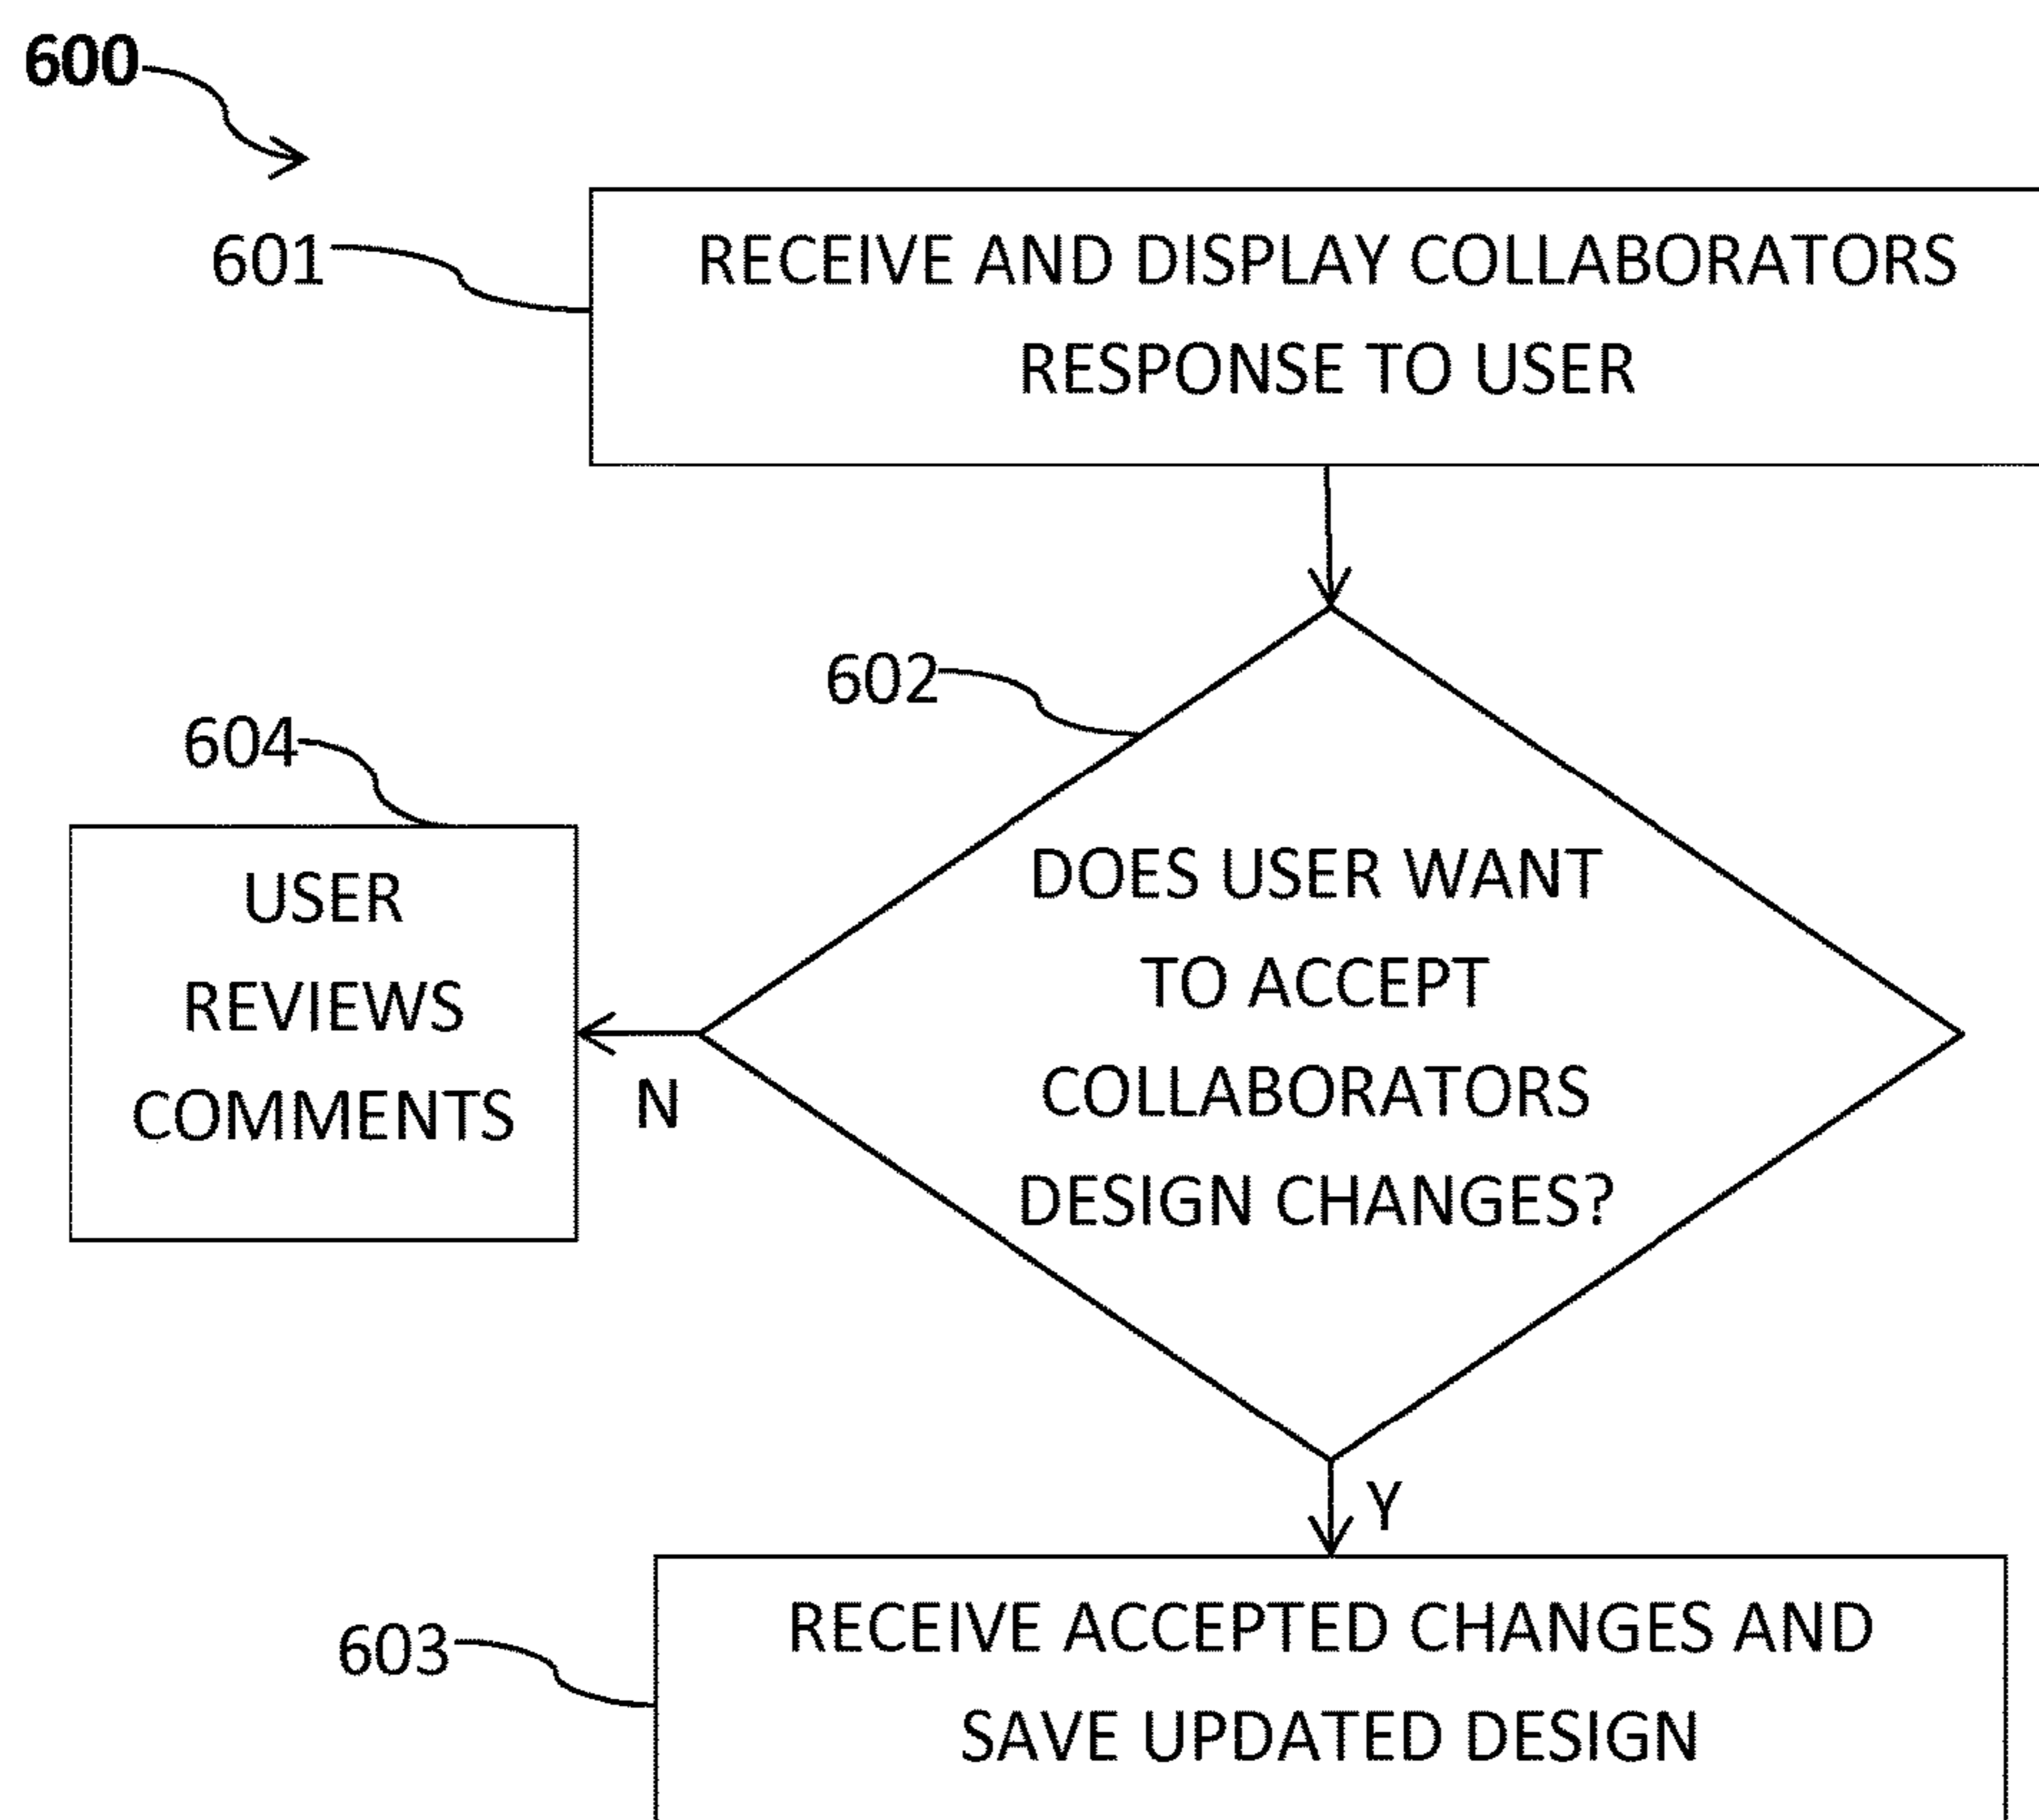 600
601
RECEIVE AND DISPLAY COLLABORATORS
RESPONSE TO USER
602
604
USER
REVIEWS
COMMENTS
N
DOES USER WANT
TO ACCEPT
COLLABORATORS
DESIGN CHANGES?
Y
603
RECEIVE ACCEPTED CHANGES AND
SAVE UPDATED DESIGN